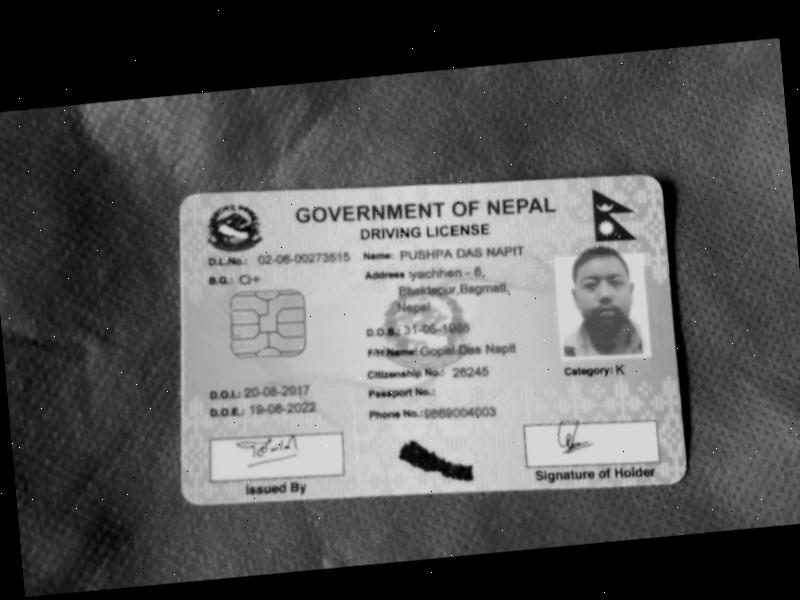 GOVERNMENT OF NEPAL
DRIVING LICENSE
D.L.No.: 02-06-00273515
B.G.: O+
Name: PUSHPA DAS NAPIT
Address: yachhen - 6,
Bhaktapur,Bagmati,
Nepal
D.O.B.: 31-05-1986
F/H Name: Gopal Das Napit
Citizenship No.: 26245
Passport No.:
Phone No.: 9869004003
D.O.I.: 20-08-2017
D.O.E.: 19-08-2022
Category: K
Issued By
Signature of Holder